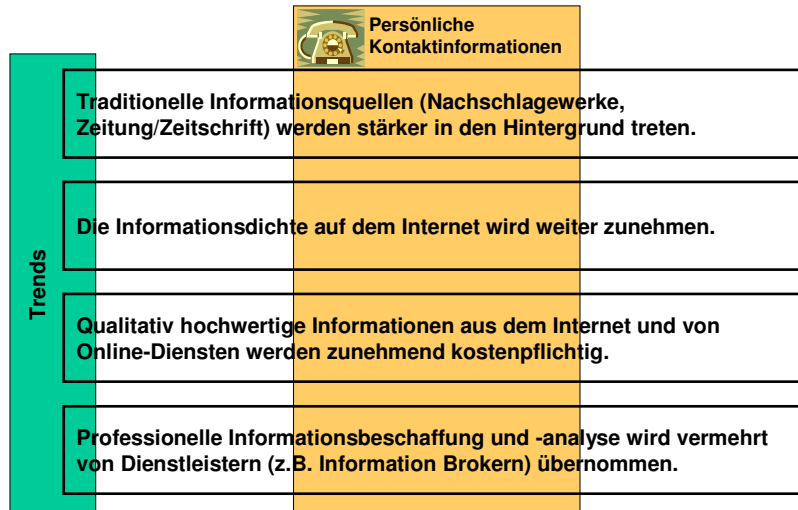 Persönliche
Kontaktinformationen
Trends
Traditionelle Informationsquellen (Nachschlagewerke,
Zeitung/Zeitschrift) werden stärker in den Hintergrund treten.
Die Informationsdichte auf dem Internet wird weiter zunehmen.
Qualitativ hochwertige Informationen aus dem Internet und von
Online-Diensten werden zunehmend kostenpflichtig.
Professionelle Informationsbeschaffung und -analyse wird vermehrt
von Dienstleistern (z.B. Information Brokern) übernommen.